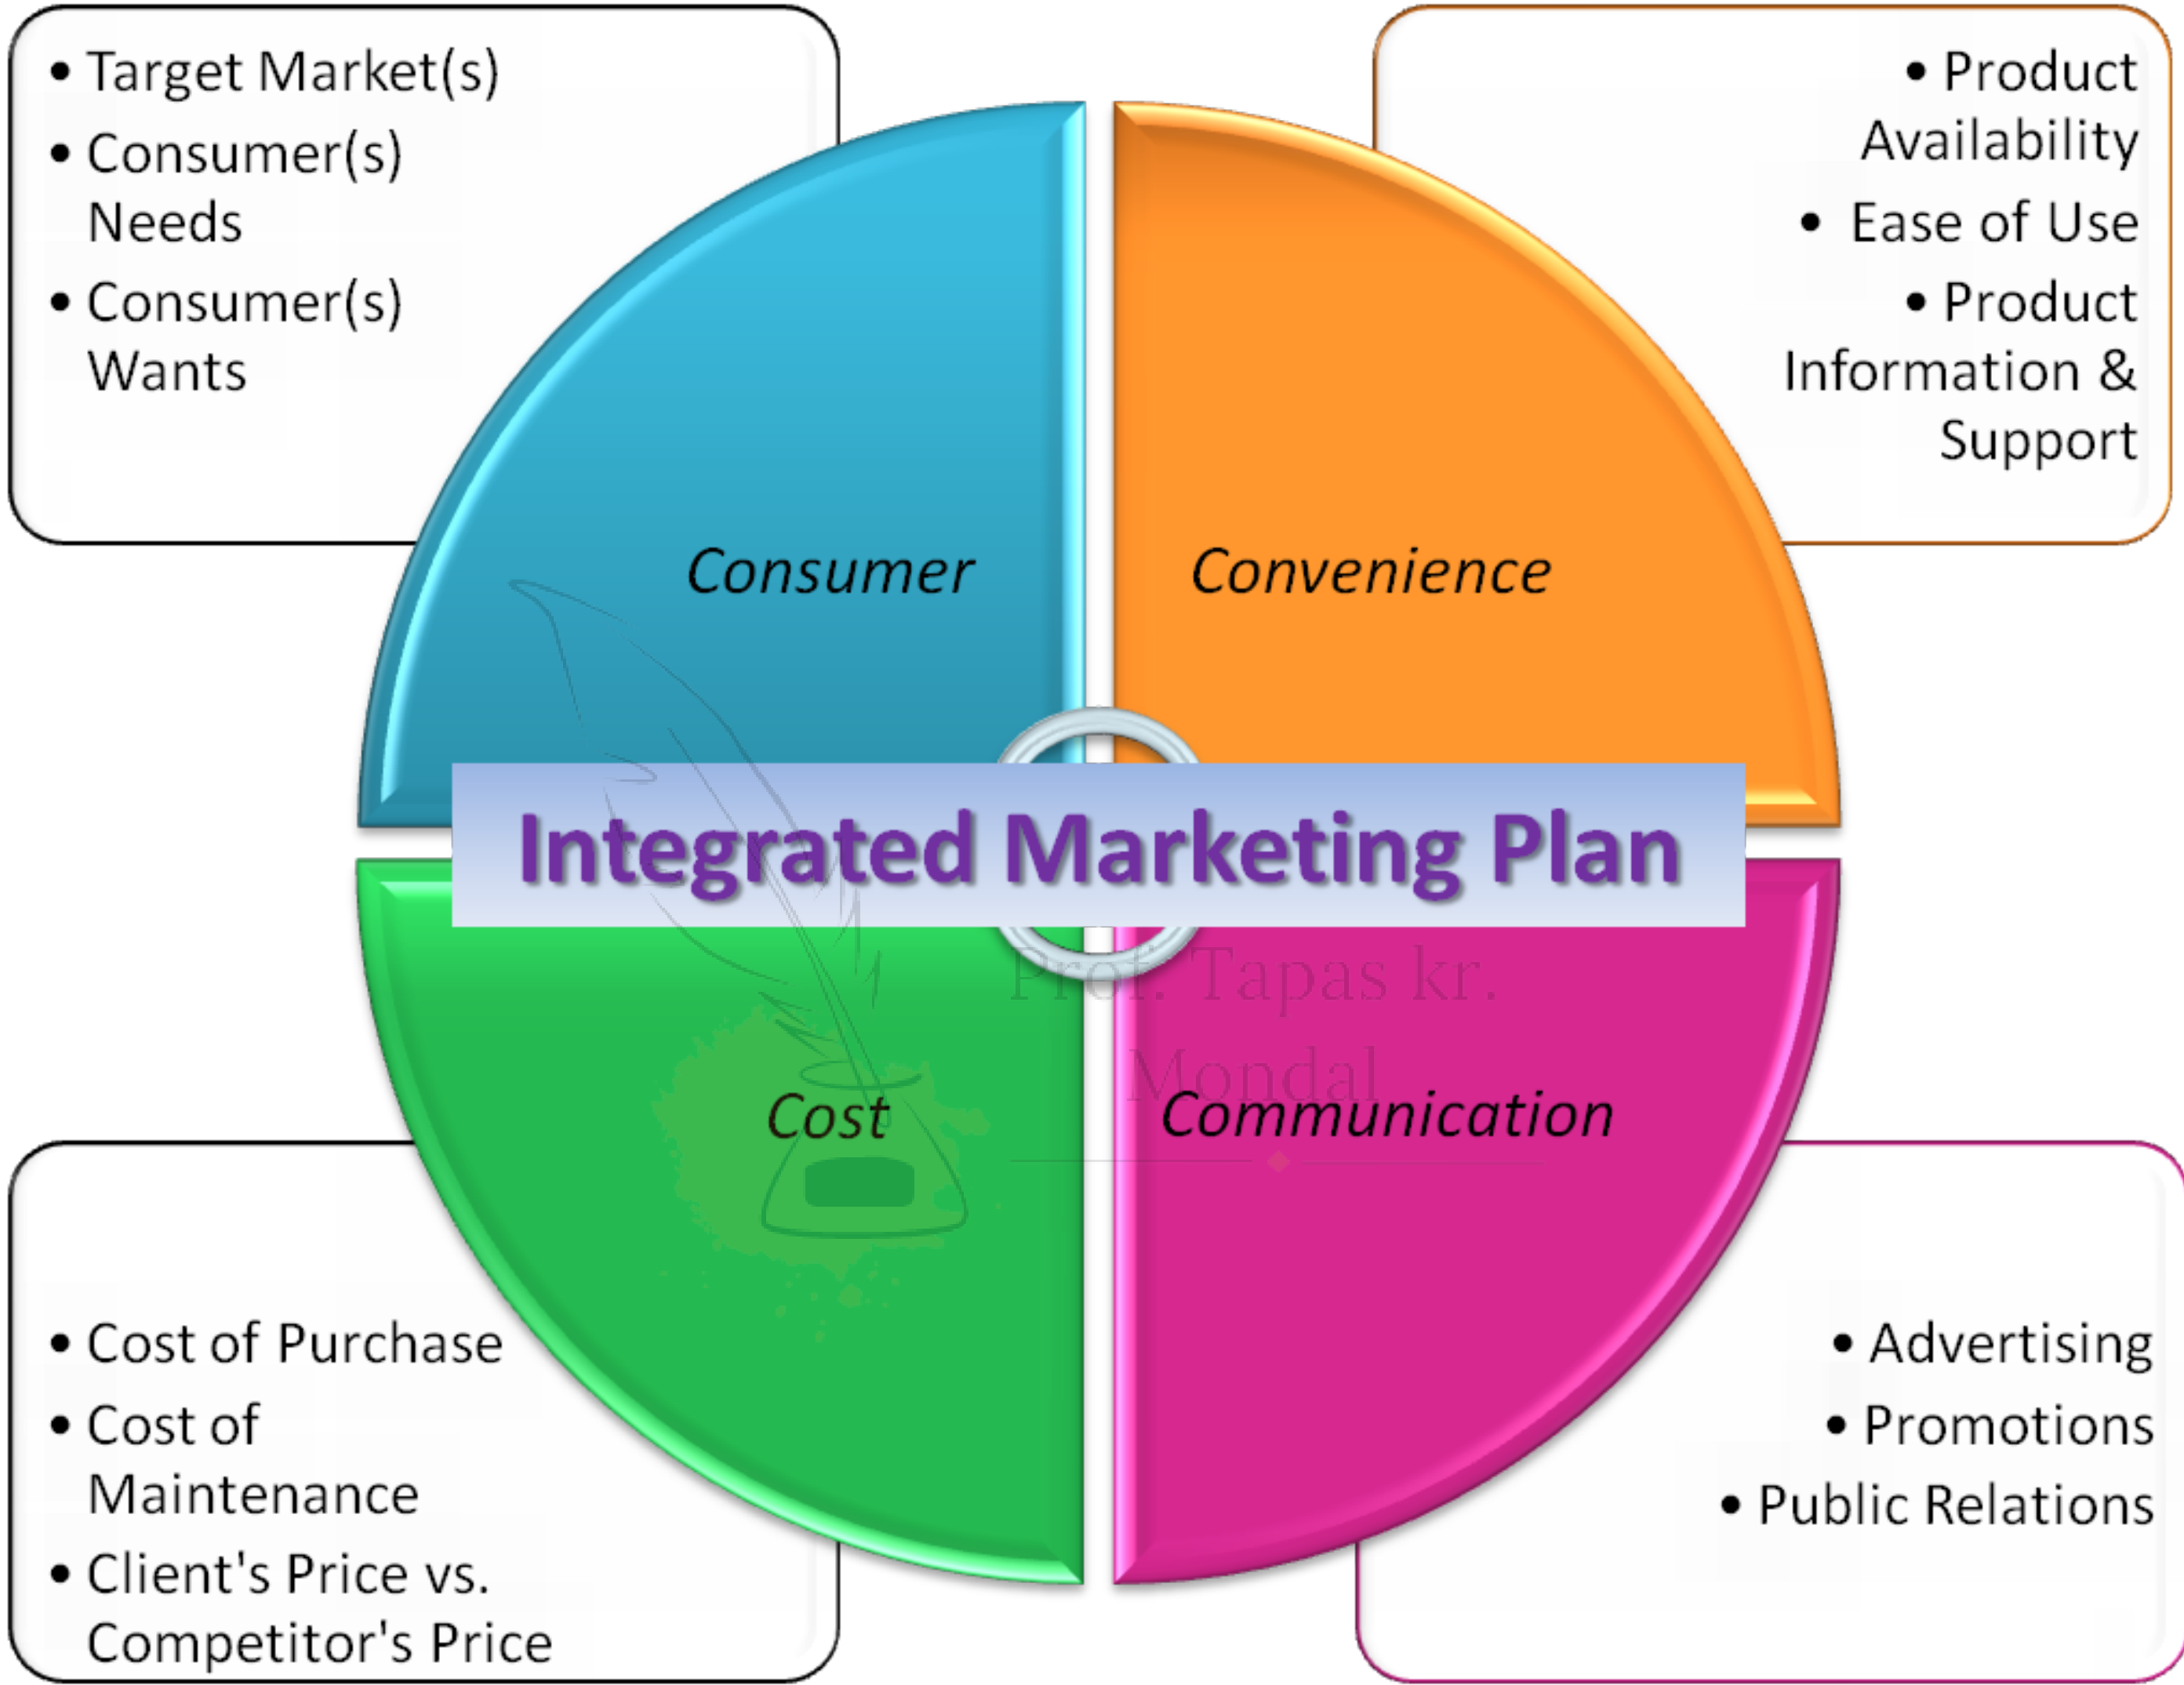 • Target Market(s)
• Consumer(s)
Needs
• Consumer(s)
Wants
• Product
Availability
• Ease of Use
• Product
Information &
Support
Consumer
Convenience
Integrated Marketing Plan
Prof. Tapas kr.
Mondal
Cost
Communication
• Cost of Purchase
• Cost of
Maintenance
• Client's Price vs.
Competitor's Price
• Advertising
• Promotions
• Public Relations